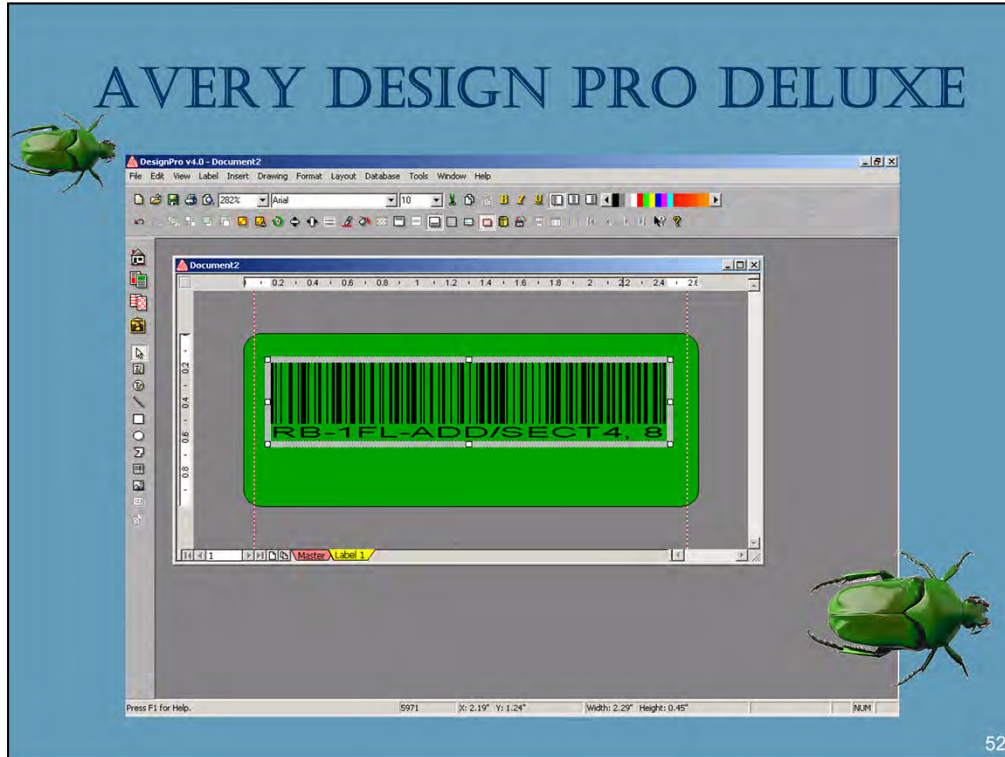 AVERY DESIGN PRO DELUXE
DesignPro v4.0 - Document2
File Edit View Label Insert Drawing Format Layout Database Tools Window Help
282% Arial 10
Document2
0.2 0.4 0.6 0.8 1 1.2 1.4 1.6 1.8 2 2.2 2.4
0.2
0.4
0.6
0.8
RB-1FL-ADD/SECT4, 8
1 Master Label 1
Press F1 for Help. 5971 X: 2.19" Y: 1.24" Width: 2.29" Height: 0.45" NUM
52